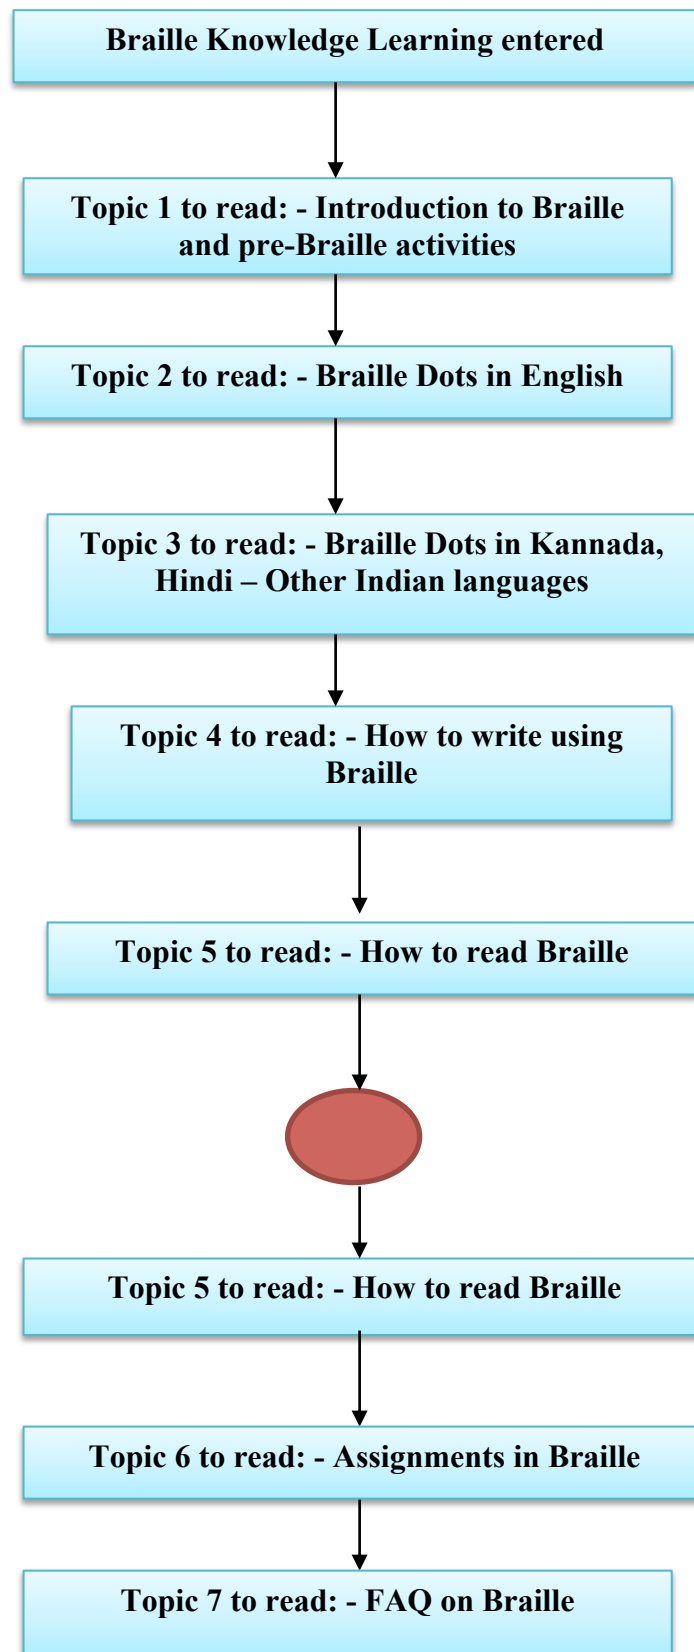 Braille Knowledge Learning entered
Topic 1 to read: - Introduction to Braille
and pre-Braille activities
Topic 2 to read: - Braille Dots in English
Topic 3 to read: - Braille Dots in Kannada,
Hindi – Other Indian languages
Topic 4 to read: - How to write using
Braille
Topic 5 to read: - How to read Braille
Topic 5 to read: - How to read Braille
Topic 6 to read: - Assignments in Braille
Topic 7 to read: - FAQ on Braille